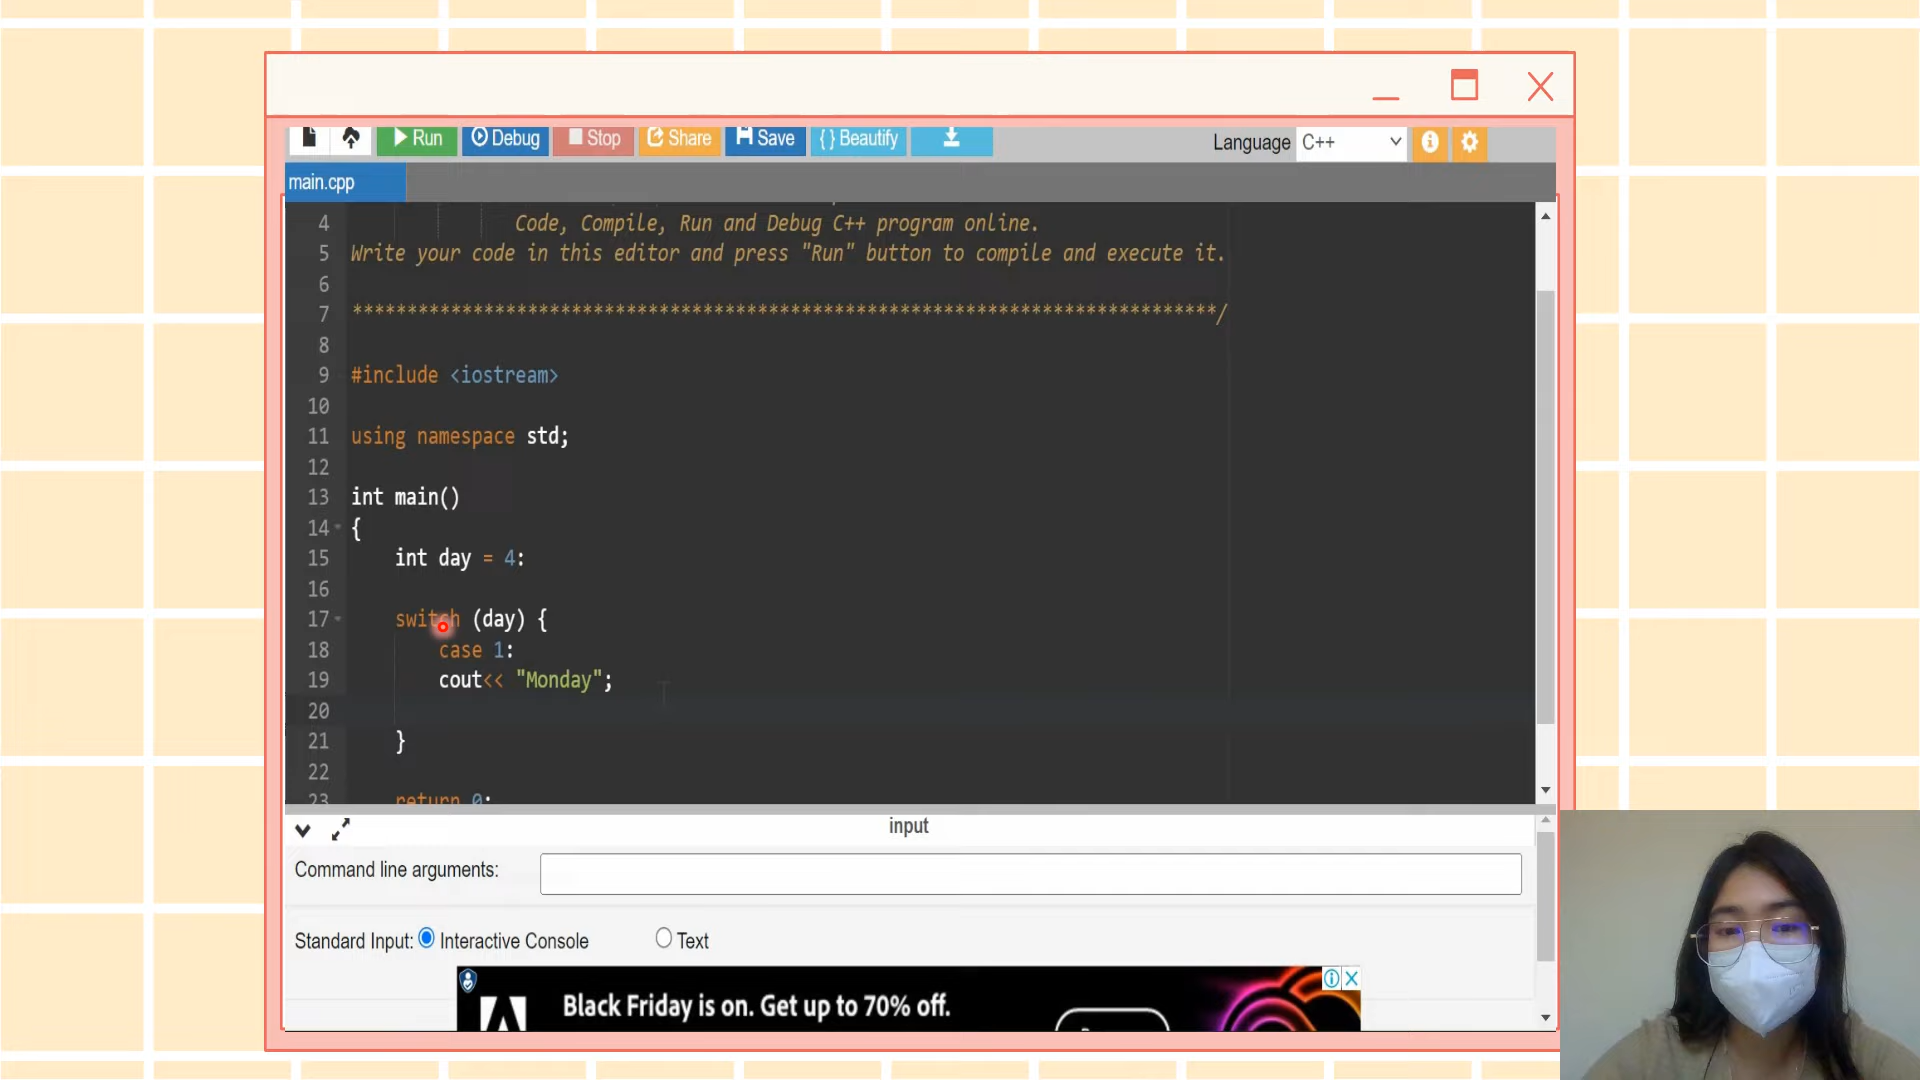 Run Debug Stop Share Save { } Beautify Language C++
main.cpp
4 Code, Compile, Run and Debug C++ program online.
5 Write your code in this editor and press "Run" button to compile and execute it.
6
7 *******************************************************************************/
8
9 #include <iostream>
10
11 using namespace std;
12
13 int main()
14 {
15 int day = 4:
16
17 switch (day) {
18 case 1:
19 cout<< "Monday";
20
21 }
22
23 return 0;
input
Command line arguments:
Standard Input: Interactive Console Text
Black Friday is on. Get up to 70% off.